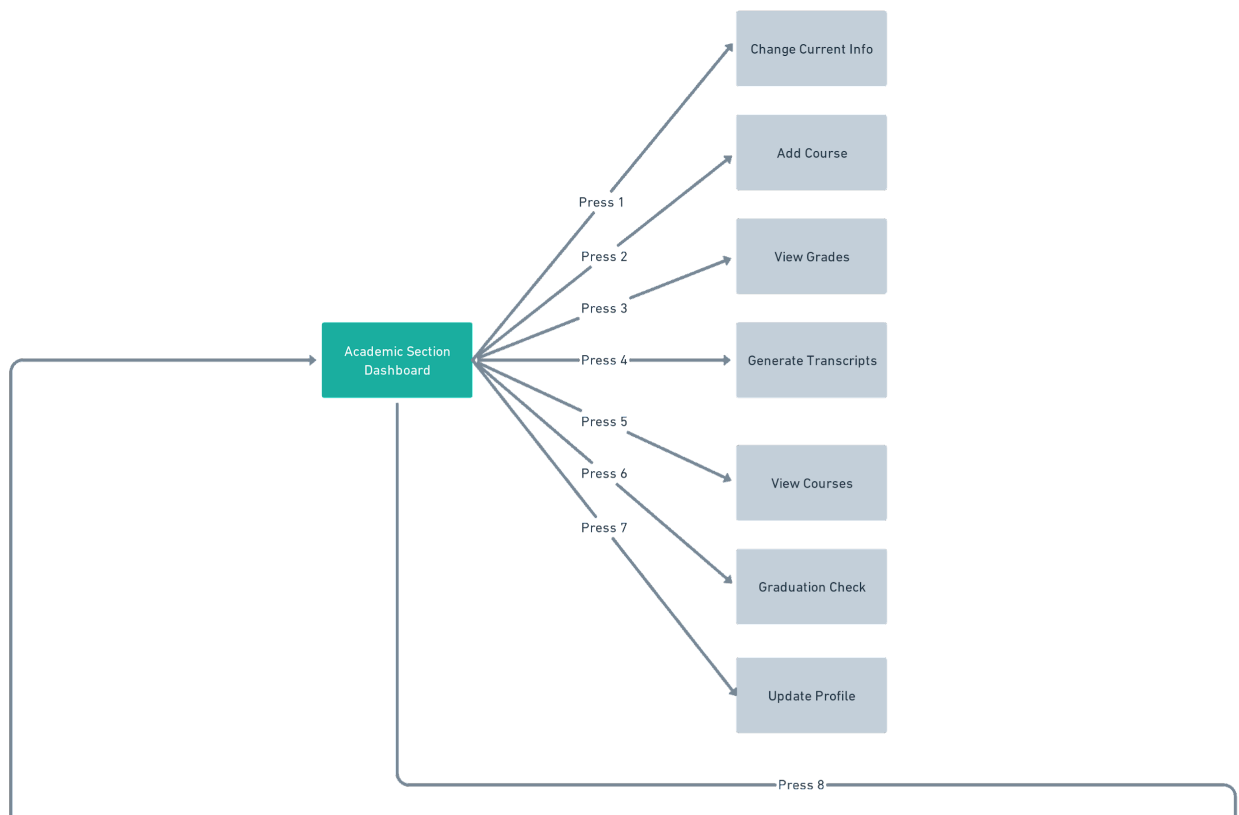 Change Current Info
Add Course
Press 1
Press 2
View Grades
Press 3
Academic Section
Dashboard
Press 4
Generate Transcripts
Press 5
Press 6
View Courses
Press 7
Graduation Check
Update Profile
Press 8